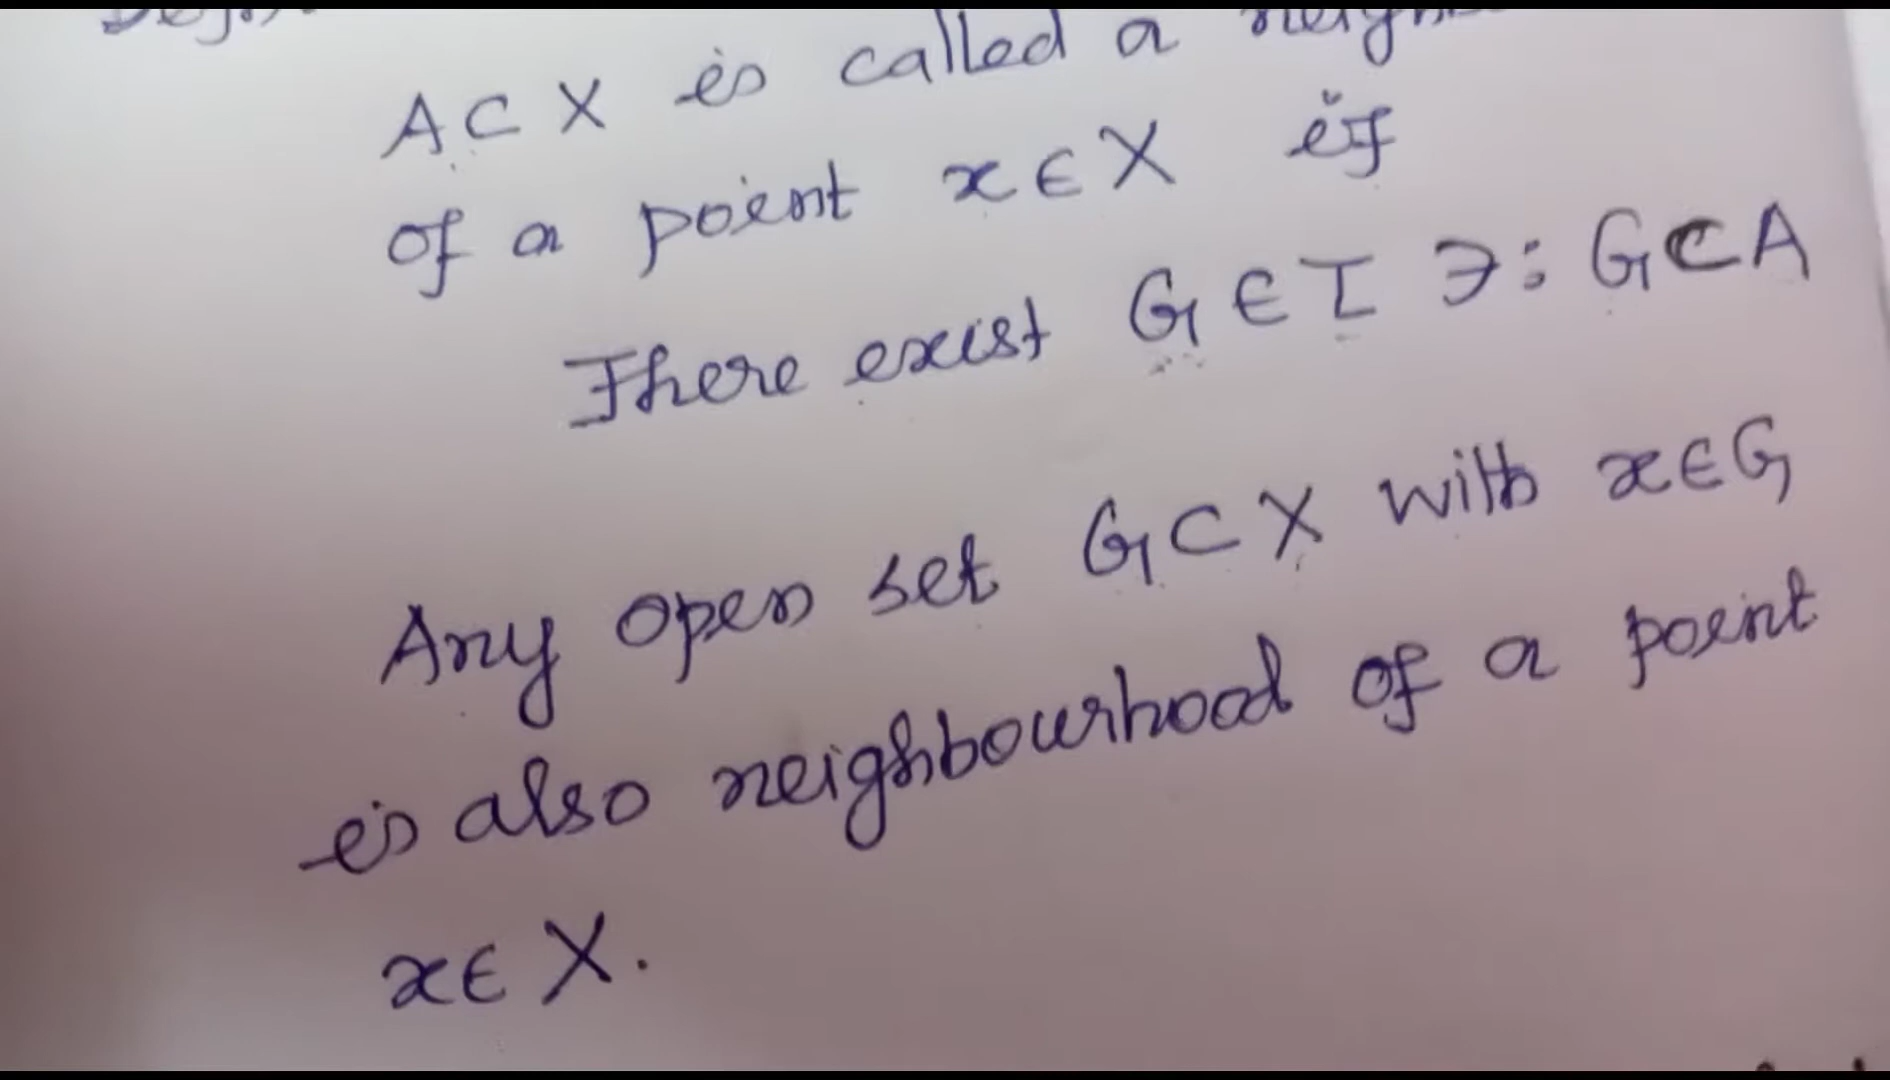 A ⊂ X is called a
of a point x ∈ X if
There exist G ∈ τ ∋: G ⊂ A
Any open set G ⊂ X with x ∈ G
is also neighbourhood of a point
x ∈ X.